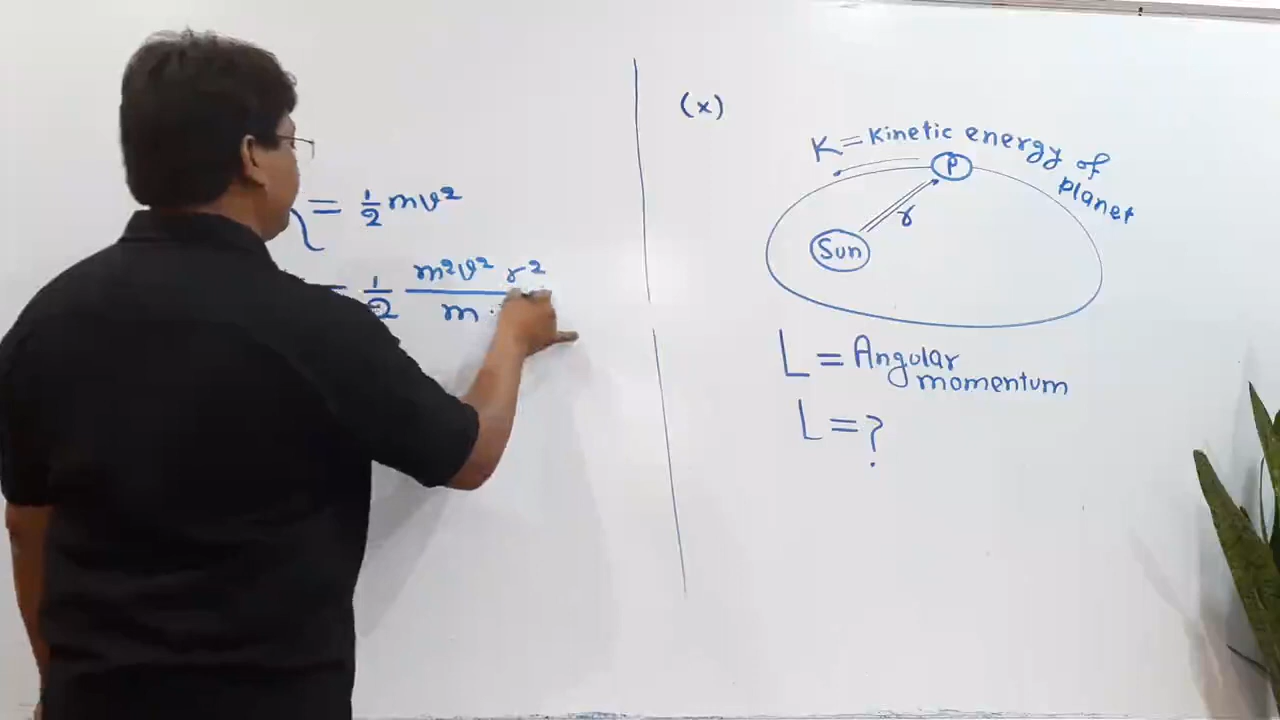 = 1/2 mv²
= 1/2 m²v² r² / m
(x)
K = Kinetic energy of planet
P
r
Sun
L = Angular momentum
L = ?